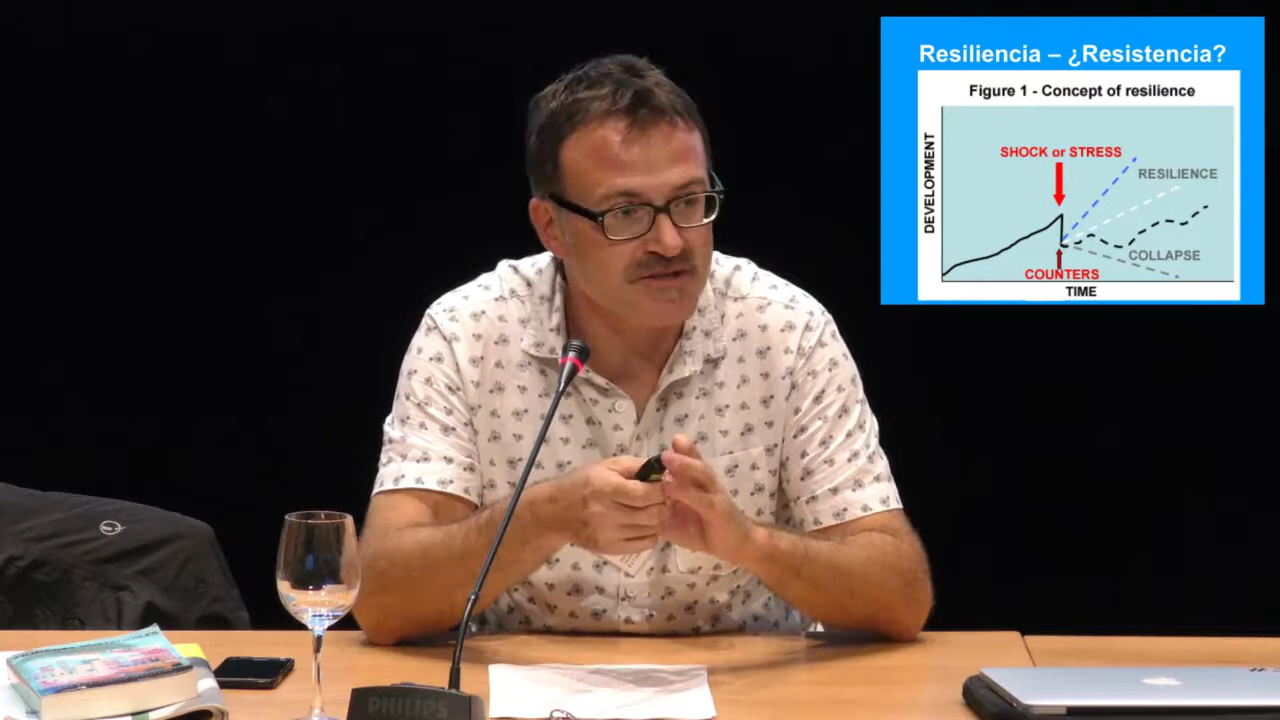 Resiliencia – ¿Resistencia?
Figure 1 - Concept of resilience
DEVELOPMENT
SHOCK or STRESS
RESILIENCE
COLLAPSE
COUNTERS
TIME
PHILIPS